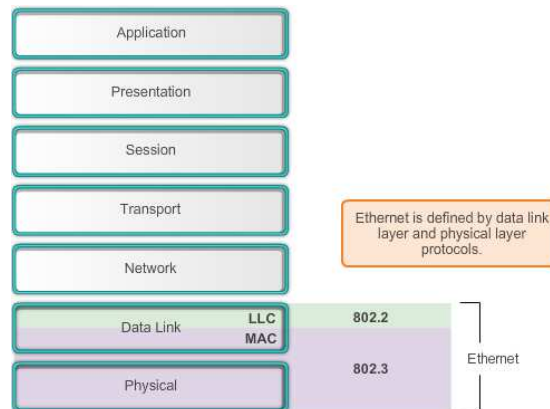 Application
Presentation
Session
Transport
Ethernet is defined by data link
layer and physical layer
protocols.
Network
Data Link
LLC
802.2
MAC
802.3
Ethernet
Physical